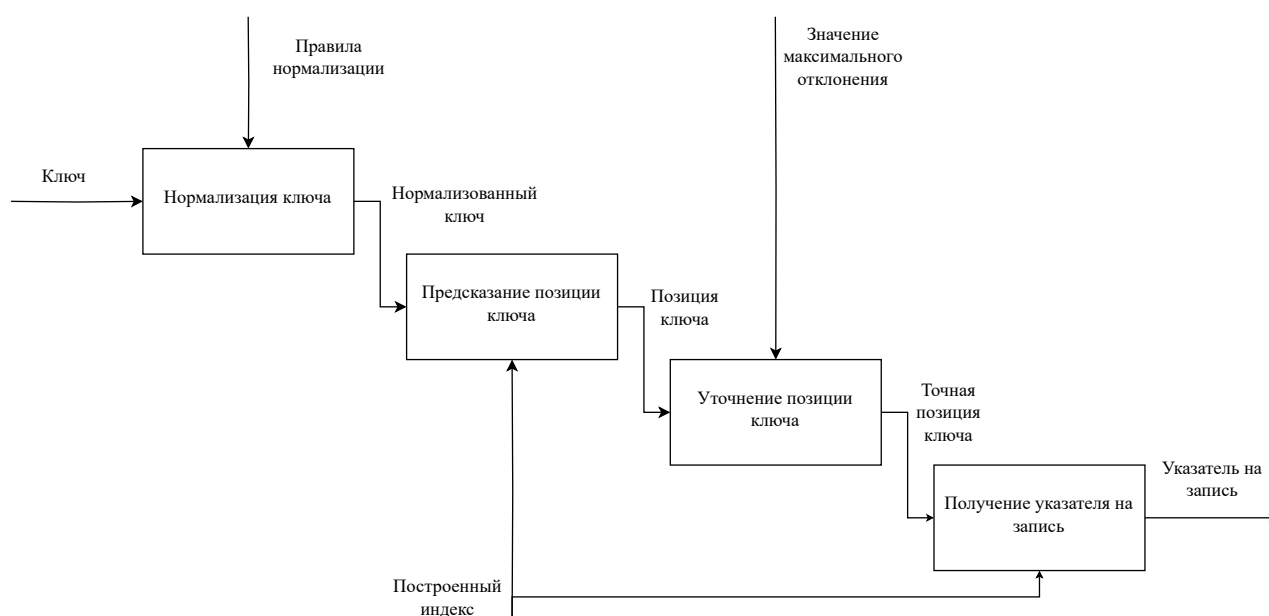 Правила
нормализации
Значение
максимального
отклонения
Ключ
Нормализация ключа
Нормализованный
ключ
Предсказание позиции
ключа
Позиция
ключа
Уточнение позиции
ключа
Точная
позиция
ключа
Получение указателя на
запись
Указатель на
запись
Построенный
индекс